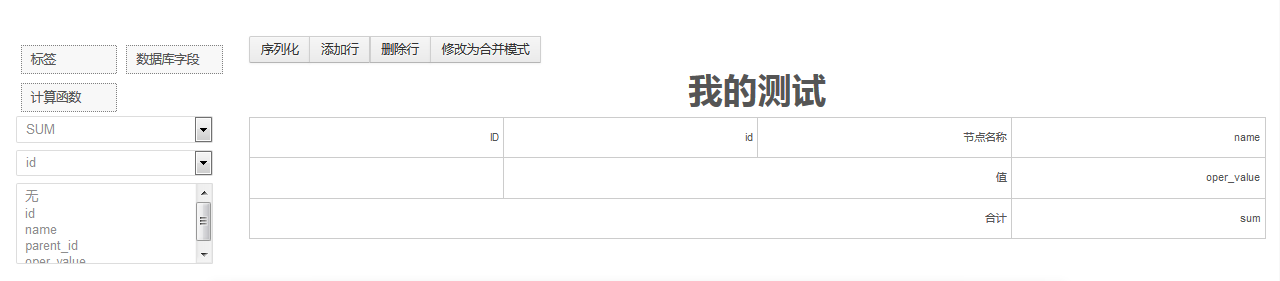 标签 数据库字段
计算函数
SUM
id
无
id
name
parent_id
oper_value
序列化 添加行 删除行 修改为合并模式
我的测试
ID id 节点名称 name
值 oper_value
合计 sum